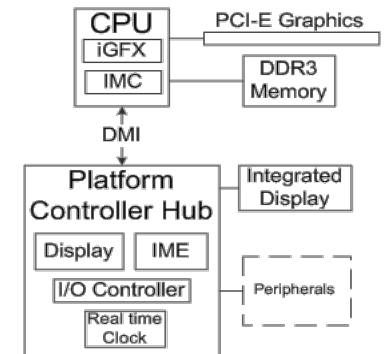 CPU
iGFX
IMC
PCI-E Graphics
DDR3
Memory
DMI
Platform
Controller Hub
Display
IME
I/O Controller
Real time
Clock
Integrated
Display
Peripherals